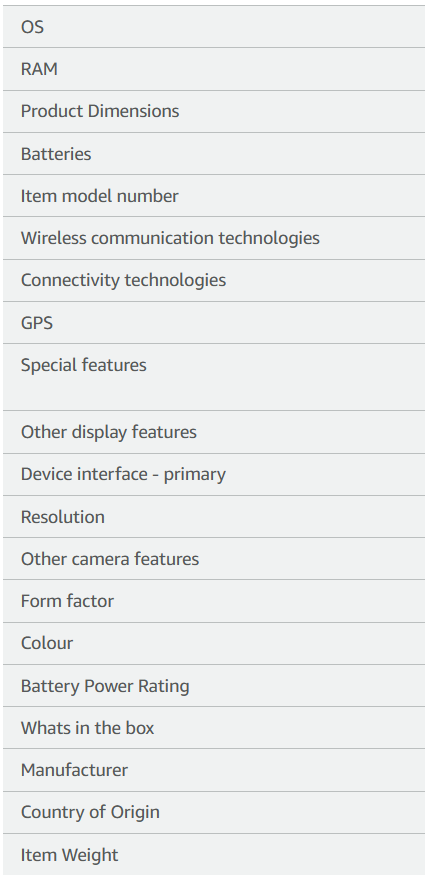 OS
RAM
Product Dimensions
Batteries
Item model number
Wireless communication technologies
Connectivity technologies
GPS
Special features
Other display features
Device interface - primary
Resolution
Other camera features
Form factor
Colour
Battery Power Rating
Whats in the box
Manufacturer
Country of Origin
Item Weight